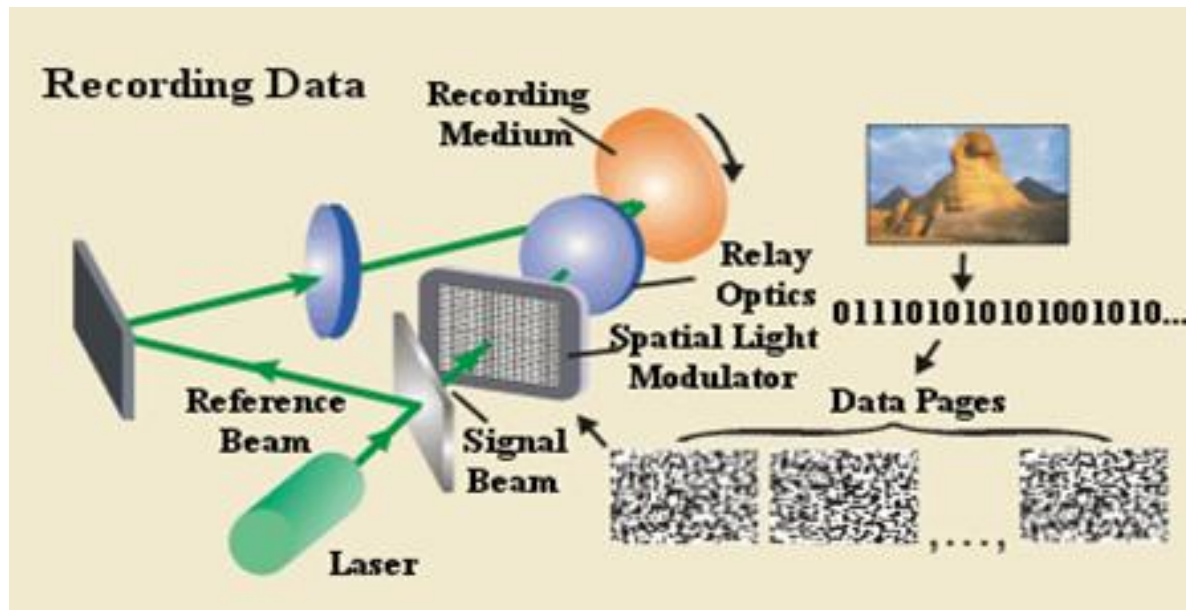 Recording Data
Recording
Medium
Relay
Optics
011101010101001010...
Spatial Light
Modulator
Data Pages
Reference
Beam
Signal
Beam
, . . . ,
Laser